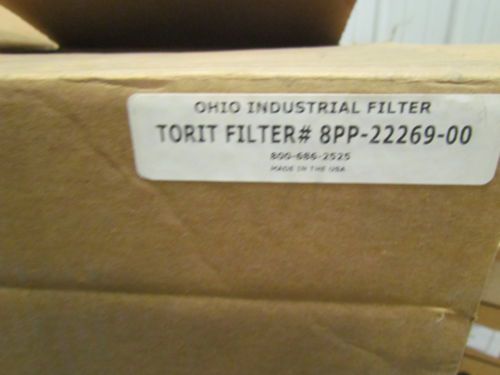 OHIO INDUSTRIAL FILTER
TORIT FILTER# 8PP-22269-00
800-686-2525
MADE IN THE USA